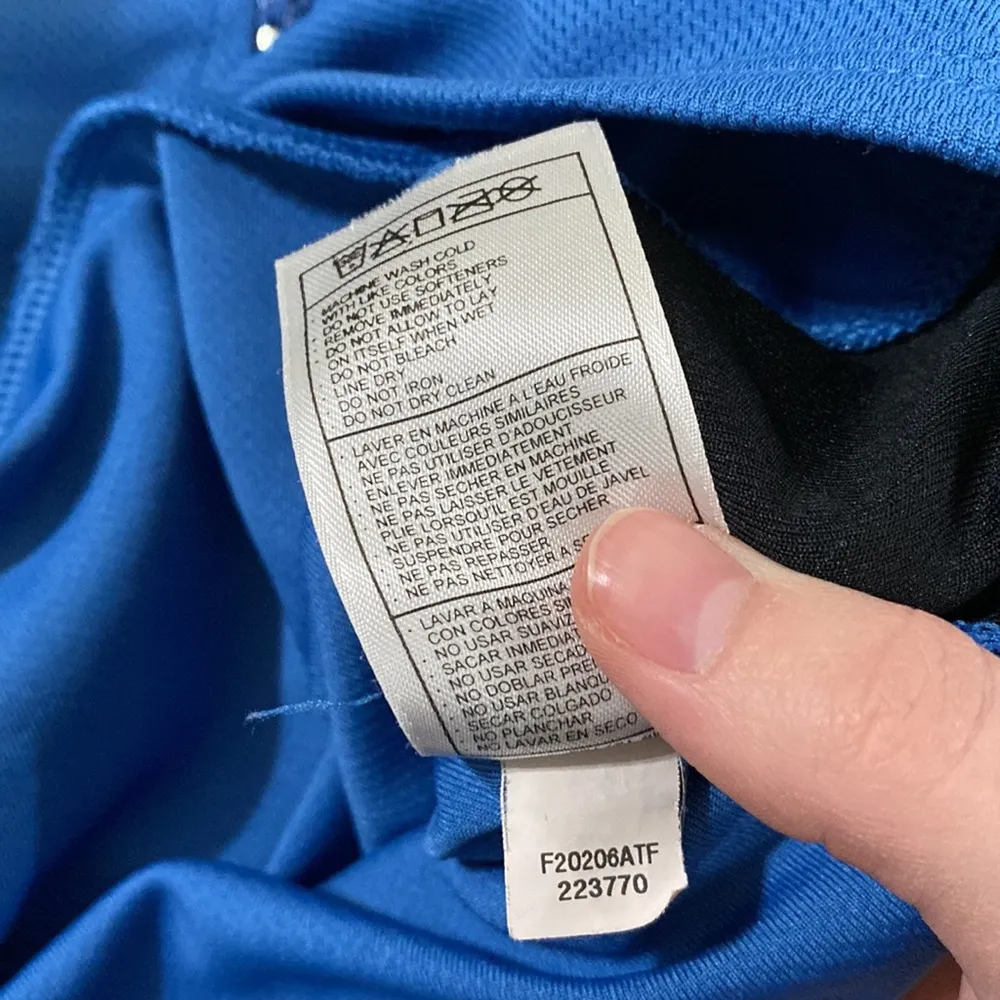 · MACHINE WASH COLD
WITH LIKE COLORS
· DO NOT USE SOFTENERS
· REMOVE IMMEDIATELY
· DO NOT ALLOW TO LAY
ON ITSELF WHEN WET
· DO NOT BLEACH
· LINE DRY
· DO NOT IRON
· DO NOT DRY CLEAN
· LAVER EN MACHINE A L'EAU FROIDE
AVEC COULEURS SIMILAIRES
· NE PAS UTILISER D'ADOUCISSEUR
· ENLEVER IMMEDIATEMENT
· NE PAS SECHER EN MACHINE
· NE PAS LAISSER LE VETEMENT
PLIE LORSQU'IL EST MOUILLE
· NE PAS UTILISER D'EAU DE JAVEL
· SUSPENDRE POUR SECHER
· NE PAS REPASSER
· NE PAS NETTOYER A
· LAVAR A MAQUINA
CON COLORES
· NO USAR
· SACAR
· NO USAR
· NO DOBLAR
· NO USAR
· SECAR COLGADO
· NO PLANCHAR
· NO LAVAR EN SECO
F20206ATF
223770